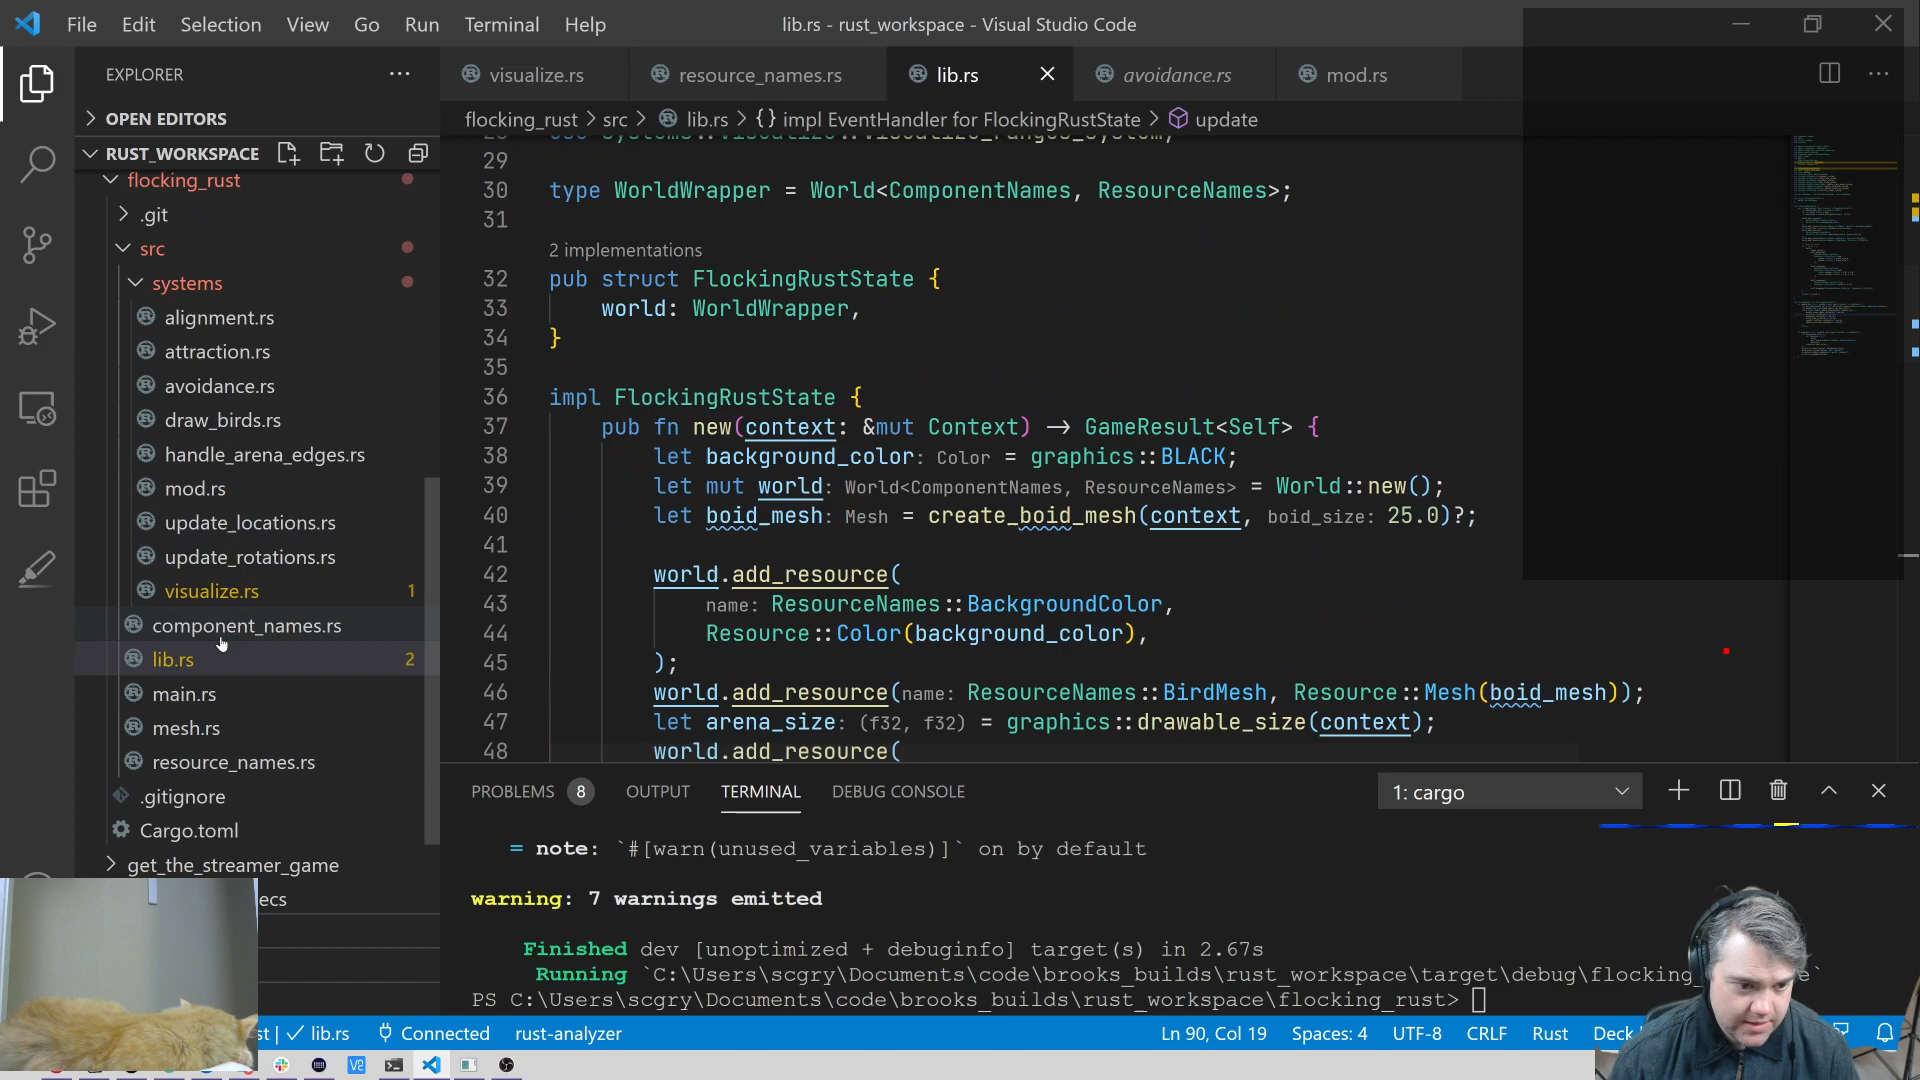 File Edit Selection View Go Run Terminal Help
lib.rs - rust_workspace - Visual Studio Code
EXPLORER
visualize.rs
resource_names.rs
lib.rs
avoidance.rs
mod.rs
OPEN EDITORS
flocking_rust > src > lib.rs > {} impl EventHandler for FlockingRustState > update
RUST_WORKSPACE
flocking_rust
.git
src
systems
alignment.rs
attraction.rs
avoidance.rs
draw_birds.rs
handle_arena_edges.rs
mod.rs
update_locations.rs
update_rotations.rs
visualize.rs 1
component_names.rs
lib.rs 2
main.rs
mesh.rs
resource_names.rs
.gitignore
Cargo.toml
get_the_streamer_game
ecs
29
30 type WorldWrapper = World<ComponentNames, ResourceNames>;
31
2 implementations
32 pub struct FlockingRustState {
33 world: WorldWrapper,
34 }
35
36 impl FlockingRustState {
37 pub fn new(context: &mut Context) -> GameResult<Self> {
38 let background_color: Color = graphics::BLACK;
39 let mut world: World<ComponentNames, ResourceNames> = World::new();
40 let boid_mesh: Mesh = create_boid_mesh(context, boid_size: 25.0)?;
41
42 world.add_resource(
43 name: ResourceNames::BackgroundColor,
44 Resource::Color(background_color),
45 );
46 world.add_resource(name: ResourceNames::BirdMesh, Resource::Mesh(boid_mesh));
47 let arena_size: (f32, f32) = graphics::drawable_size(context);
48 world.add_resource(
PROBLEMS 8 OUTPUT TERMINAL DEBUG CONSOLE
1: cargo
= note: `#[warn(unused_variables)]` on by default
warning: 7 warnings emitted
Finished dev [unoptimized + debuginfo] target(s) in 2.67s
Running `C:\Users\scgry\Documents\code\brooks_builds\rust_workspace\target\debug\flocking_
PS C:\Users\scgry\Documents\code\brooks_builds\rust_workspace\flocking_rust>
lib.rs
Connected
rust-analyzer
Ln 90, Col 19
Spaces: 4
UTF-8
CRLF
Rust